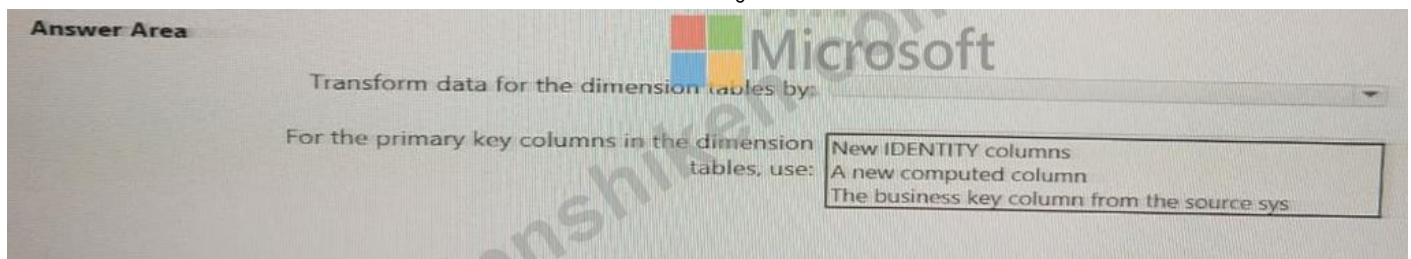 Answer Area
Microsoft
Transform data for the dimension tables by:
For the primary key columns in the dimension
tables, use:
New IDENTITY columns
A new computed column
The business key column from the source sys